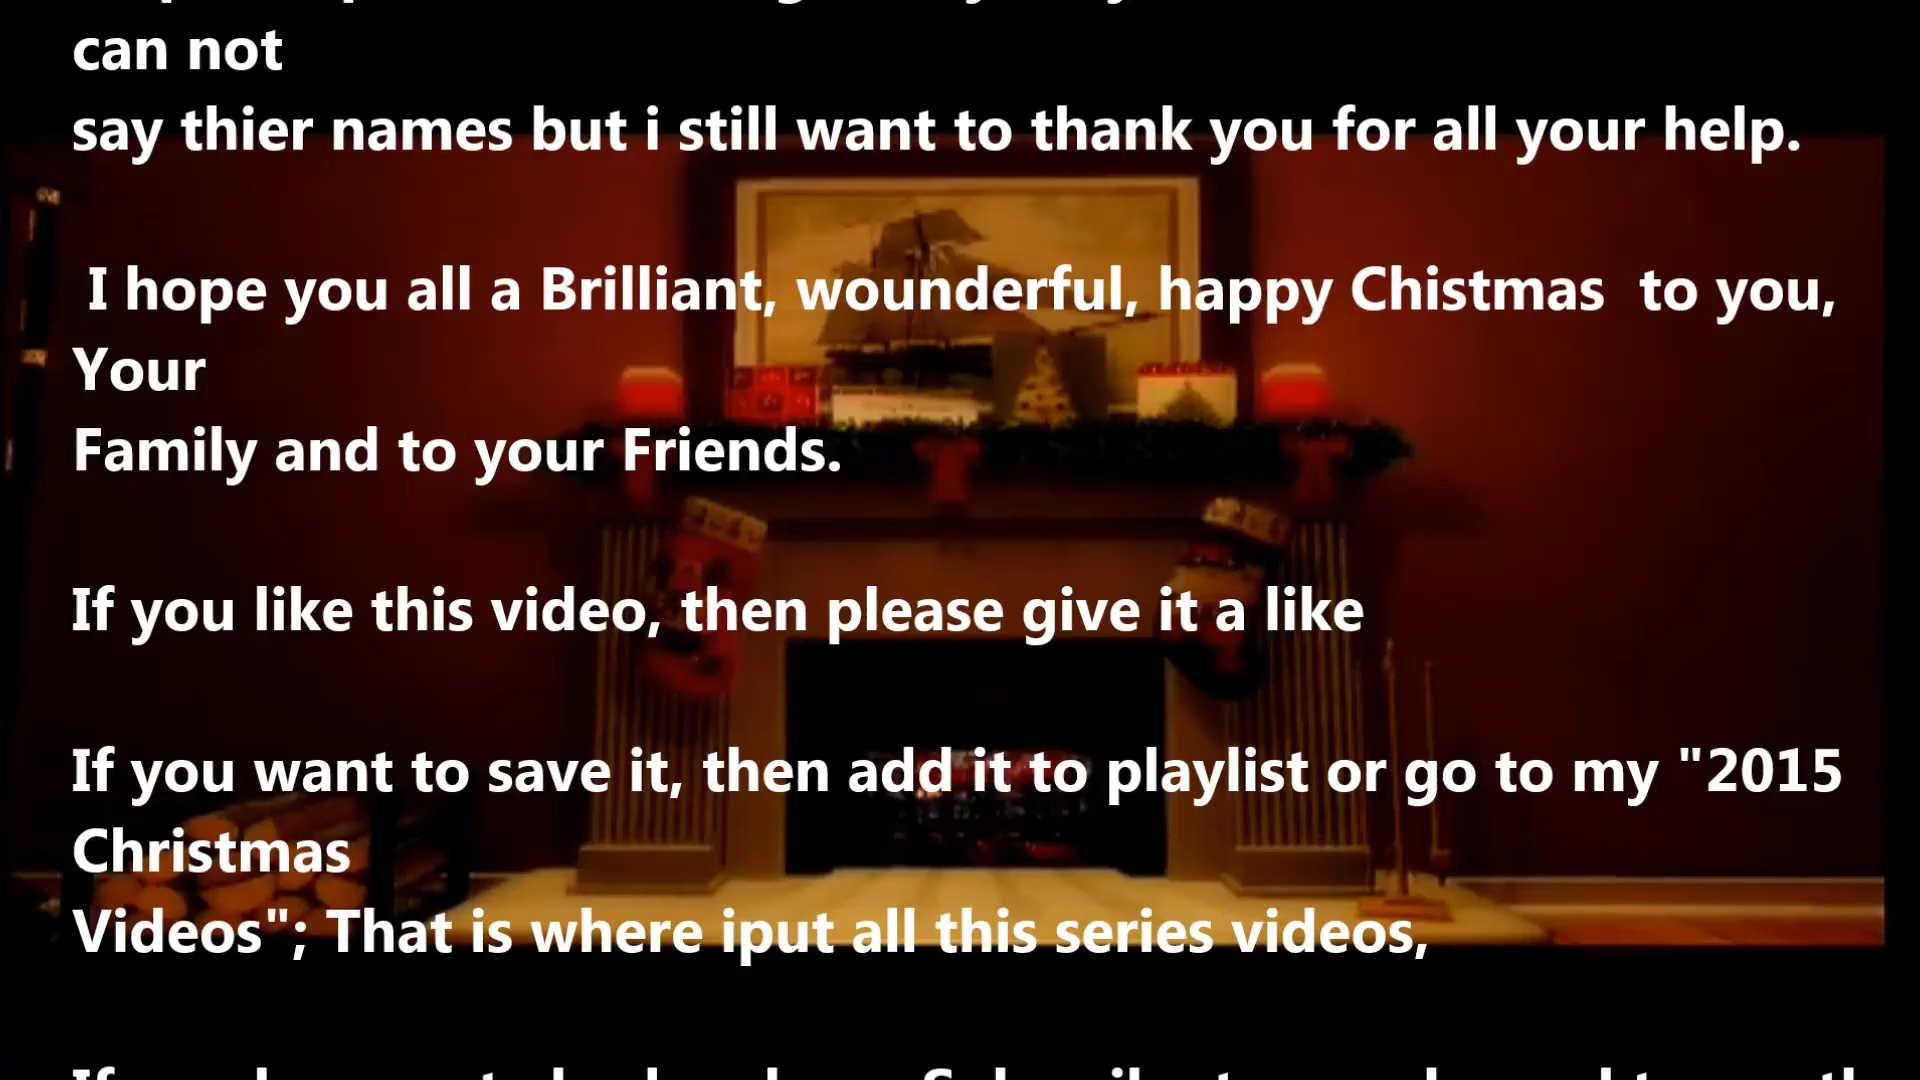 can not
say thier names but i still want to thank you for all your help.
I hope you all a Brilliant, wounderful, happy Chistmas  to you,
Your
Family and to your Friends.
If you like this video, then please give it a like
If you want to save it, then add it to playlist or go to my "2015
Christmas
Videos"; That is where iput all this series videos,